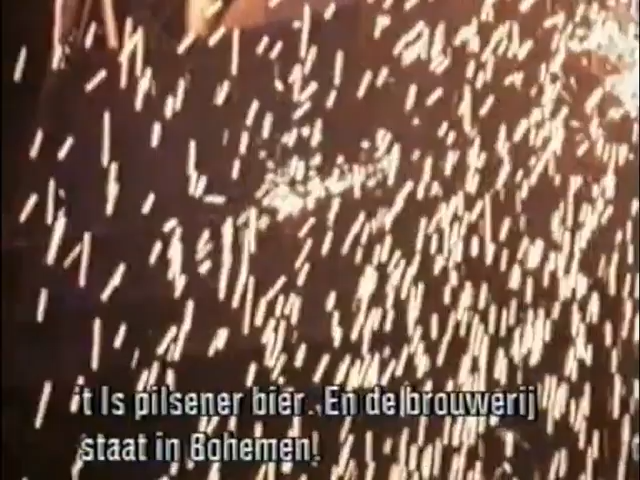 't Is pilsener bier. En de brouwerij
staat in Bohemen!